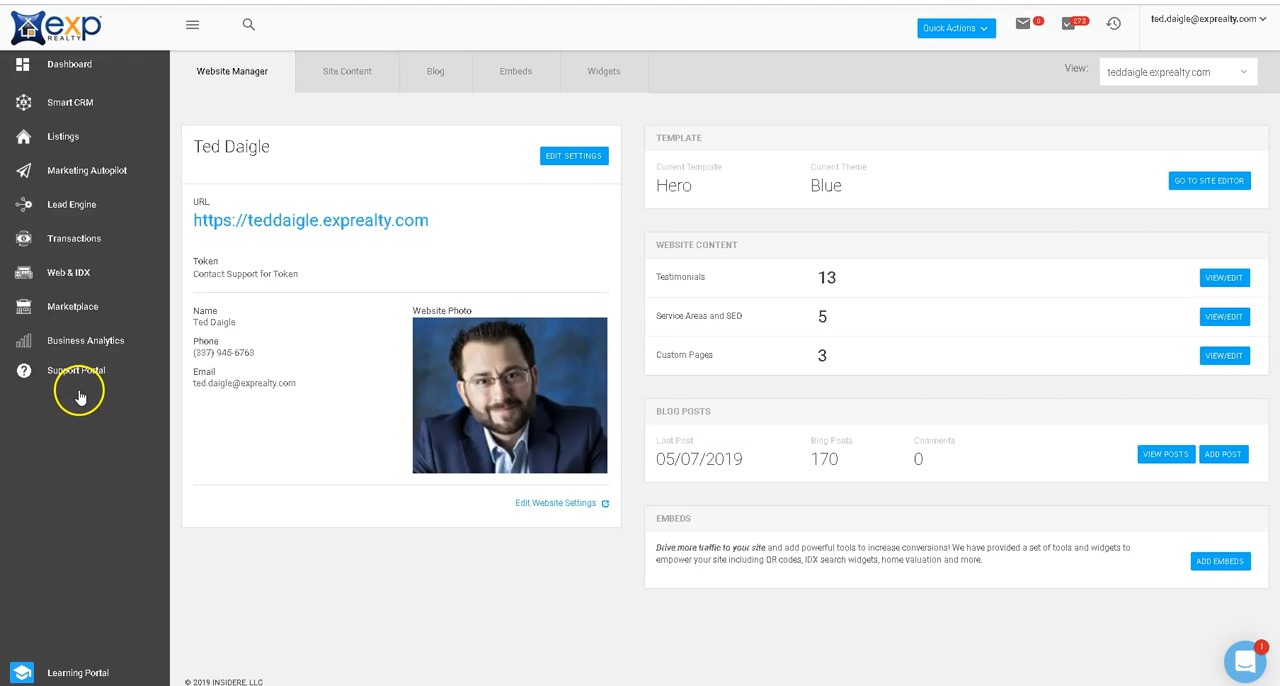 exp
REALTY
Quick Actions
0
273
ted.daigle@exprealty.com
Dashboard
Smart CRM
Listings
Marketing Autopilot
Lead Engine
Transactions
Web & IDX
Marketplace
Business Analytics
Support Portal
Learning Portal
Website Manager
Site Content
Blog
Embeds
Widgets
View:
teddaigle.exprealty.com
Ted Daigle
EDIT SETTINGS
URL
https://teddaigle.exprealty.com
Token
Contact Support for Token
Name
Ted Daigle
Phone
(337) 945-6763
Email
ted.daigle@exprealty.com
Website Photo
Edit Website Settings
TEMPLATE
Current Template
Current Theme
Hero
Blue
GO TO SITE EDITOR
WEBSITE CONTENT
Testimonials
13
VIEW/EDIT
Service Areas and SEO
5
VIEW/EDIT
Custom Pages
3
VIEW/EDIT
BLOG POSTS
Last Post
Blog Posts
Comments
05/07/2019
170
0
VIEW POSTS
ADD POST
EMBEDS
Drive more traffic to your site and add powerful tools to increase conversions! We have provided a set of tools and widgets to
empower your site including QR codes, IDX search widgets, home valuation and more.
ADD EMBEDS
1
© 2019 INSIDERE, LLC